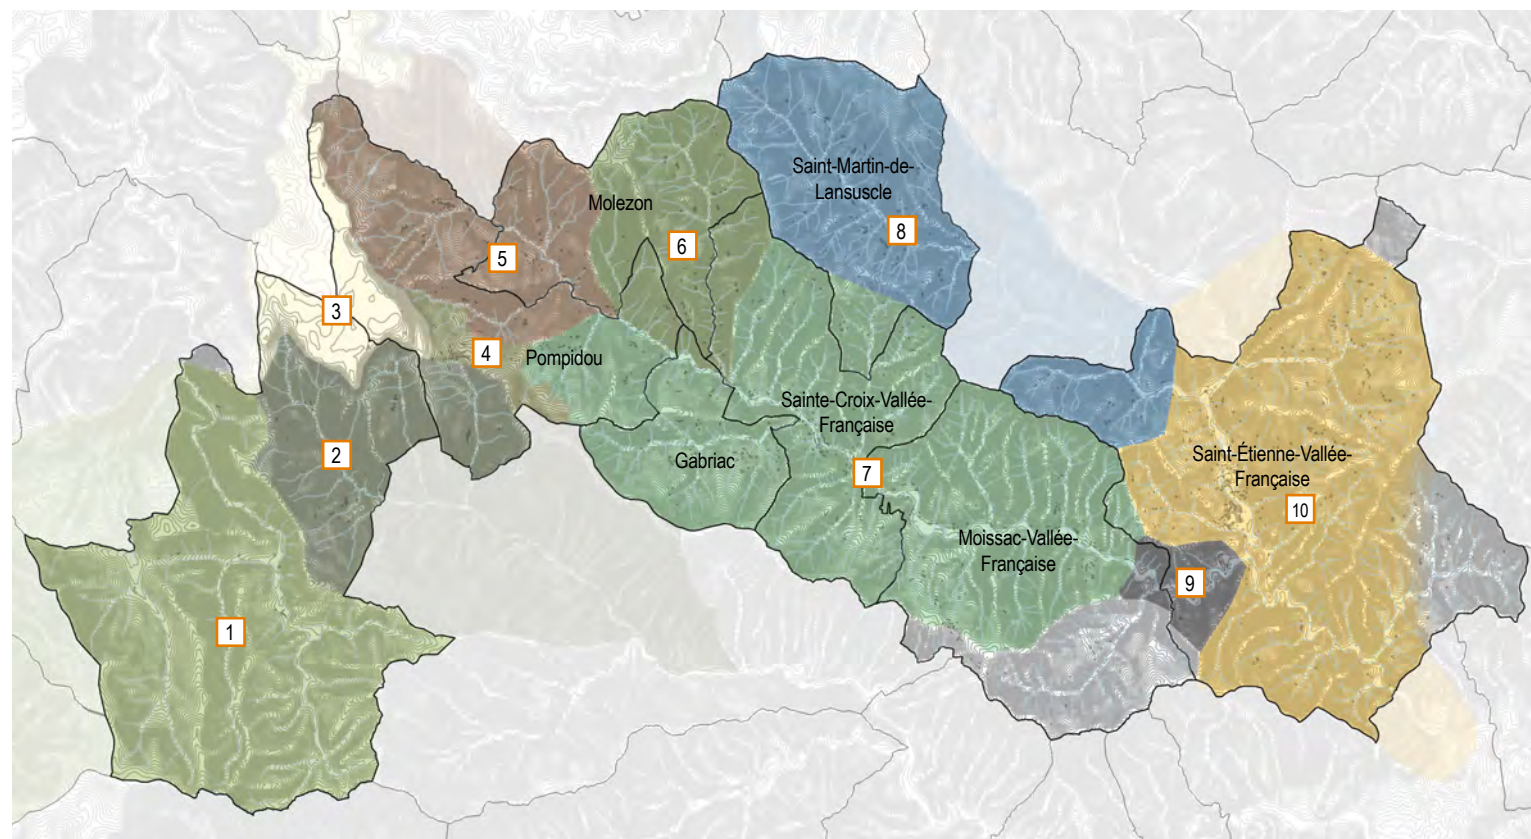 Saint-Martin-de-
Lansuscle
8
Molezon
6
5
3
4
Pompidou
Sainte-Croix-Vallée-
Française
2
Gabriac
7
Saint-Étienne-Vallée-
Française
10
Moissac-Vallée-
Française
9
1